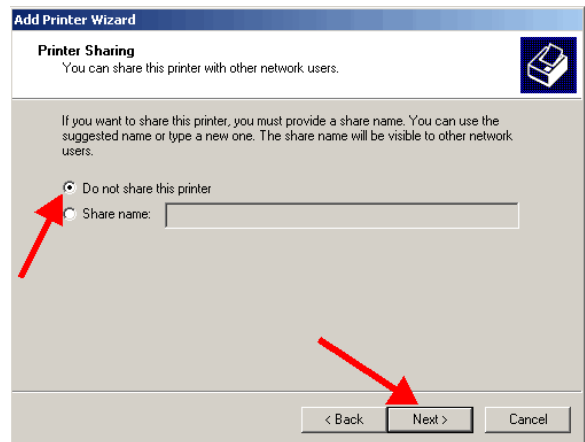 Add Printer Wizard
Printer Sharing
You can share this printer with other network users.
If you want to share this printer, you must provide a share name. You can use the
suggested name or type a new one. The share name will be visible to other network
users.
Do not share this printer
Share name:
< Back Next > Cancel